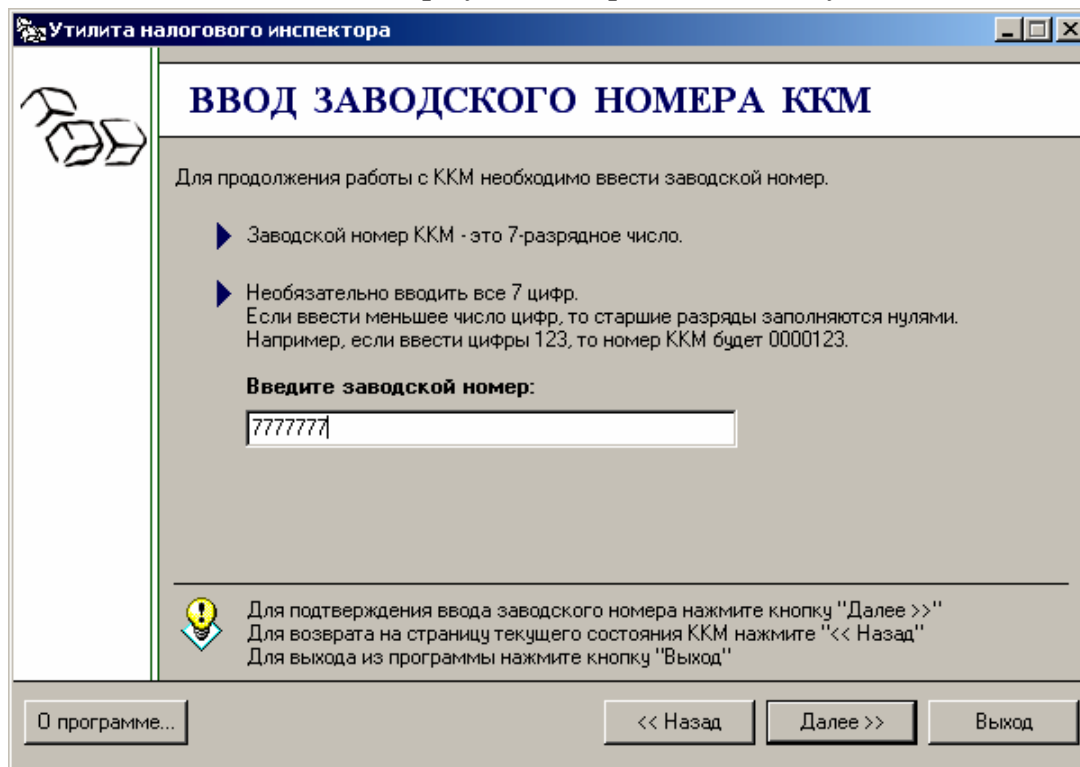 Утилита налогового инспектора
ВВОД ЗАВОДСКОГО НОМЕРА ККМ
Для продолжения работы с ККМ необходимо ввести заводской номер.
Заводской номер ККМ - это 7-разрядное число.
Необязательно вводить все 7 цифр.
Если ввести меньшее число цифр, то старшие разряды заполняются нулями.
Например, если ввести цифры 123, то номер ККМ будет 0000123.
Введите заводской номер:
7777777
Для подтверждения ввода заводского номера нажмите кнопку "Далее >>"
Для возврата на страницу текущего состояния ККМ нажмите "<< Назад"
Для выхода из программы нажмите кнопку "Выход"
О программе... << Назад Далее >> Выход